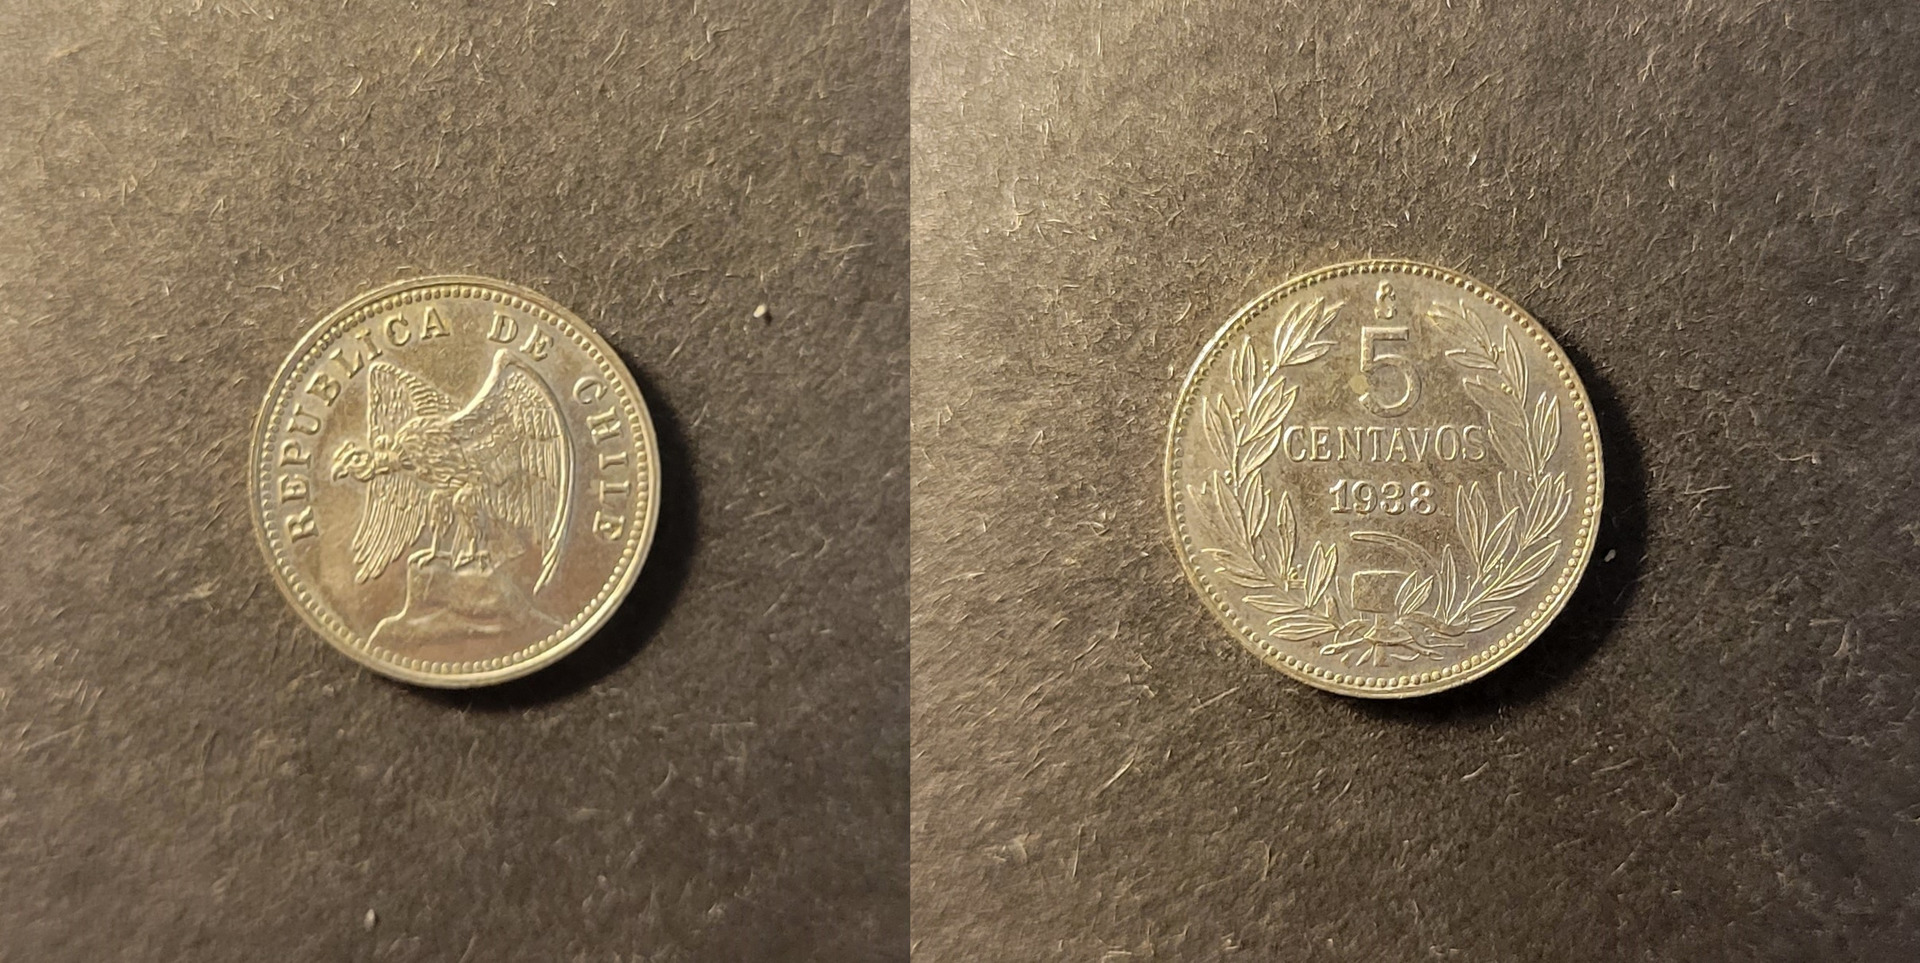 REPUBLICA DE CHILE
5
CENTAVOS
1938